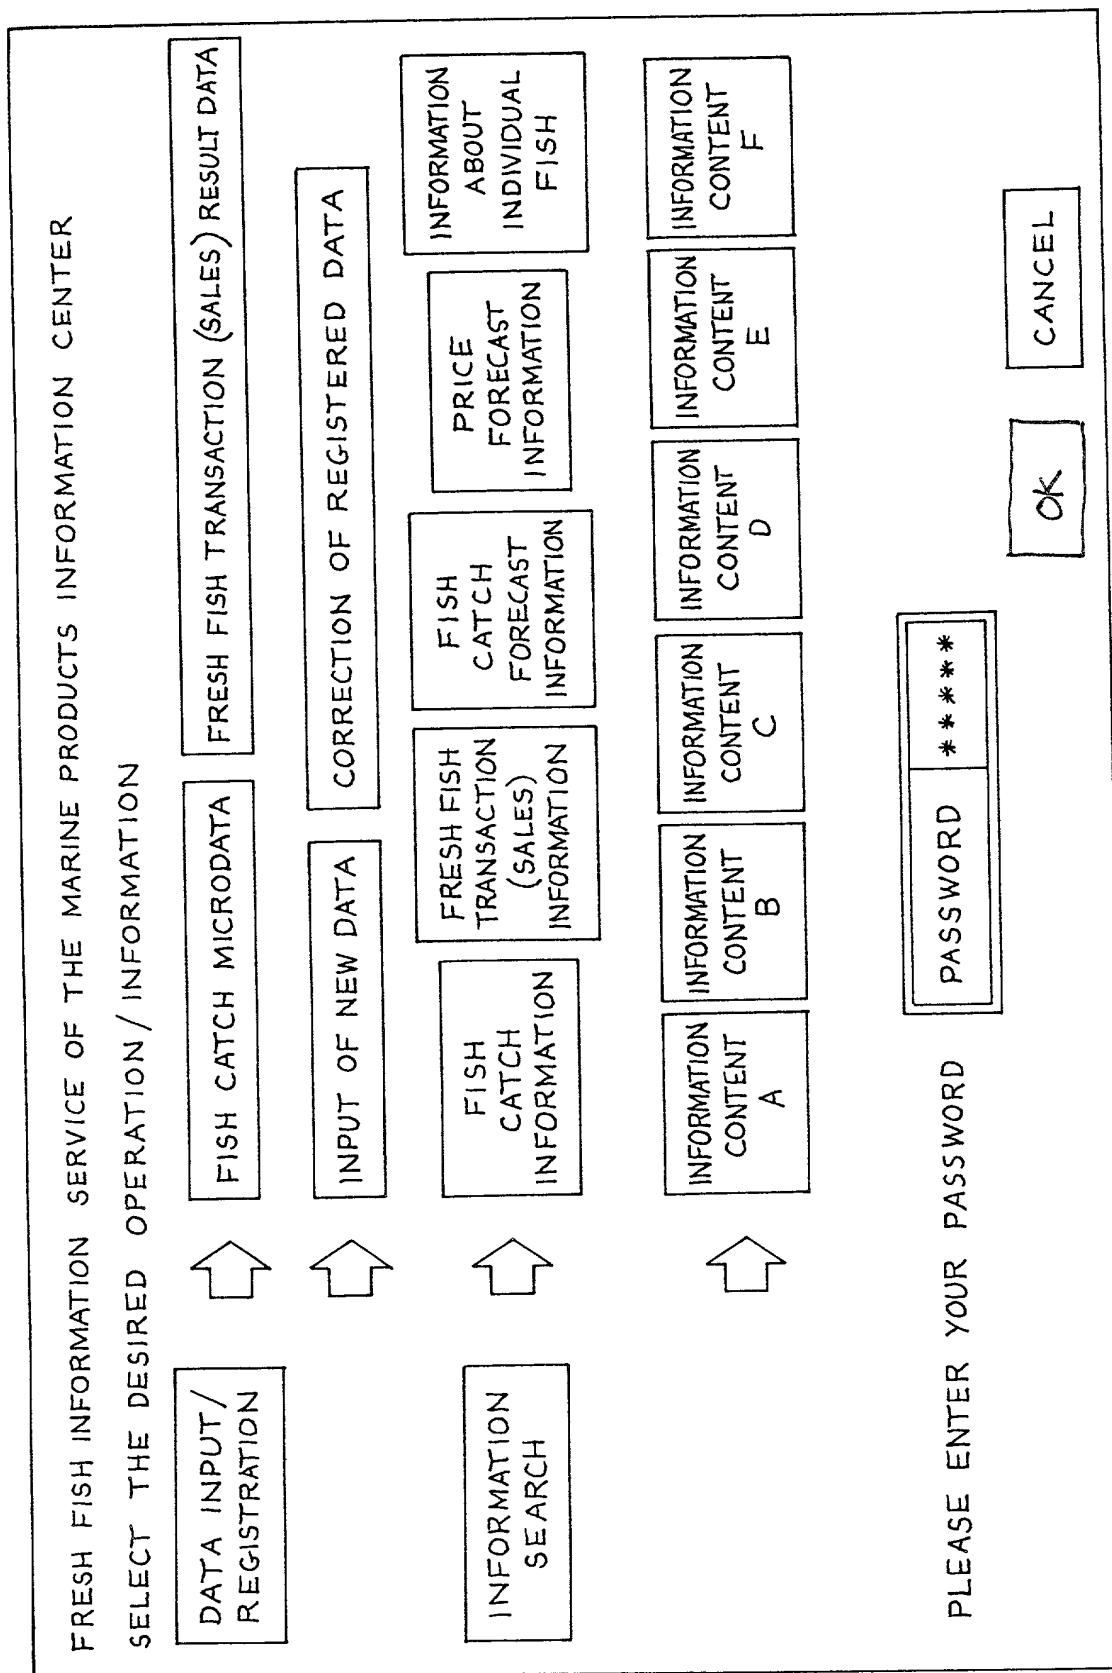 FRESH FISH INFORMATION SERVICE OF THE MARINE PRODUCTS INFORMATION CENTER
SELECT THE DESIRED OPERATION/INFORMATION
DATA INPUT/
REGISTRATION
FISH CATCH MICRODATA
FRESH FISH TRANSACTION (SALES) RESULT DATA
INPUT OF NEW DATA
CORRECTION OF REGISTERED DATA
INFORMATION
SEARCH
FISH
CATCH
INFORMATION
FRESH FISH
TRANSACTION
(SALES)
INFORMATION
FISH
CATCH
FORECAST
INFORMATION
PRICE
FORECAST
INFORMATION
INFORMATION
ABOUT
INDIVIDUAL
FISH
INFORMATION
CONTENT
A
INFORMATION
CONTENT
B
INFORMATION
CONTENT
C
INFORMATION
CONTENT
D
INFORMATION
CONTENT
E
INFORMATION
CONTENT
F
PLEASE ENTER YOUR PASSWORD
PASSWORD *****
OK
CANCEL